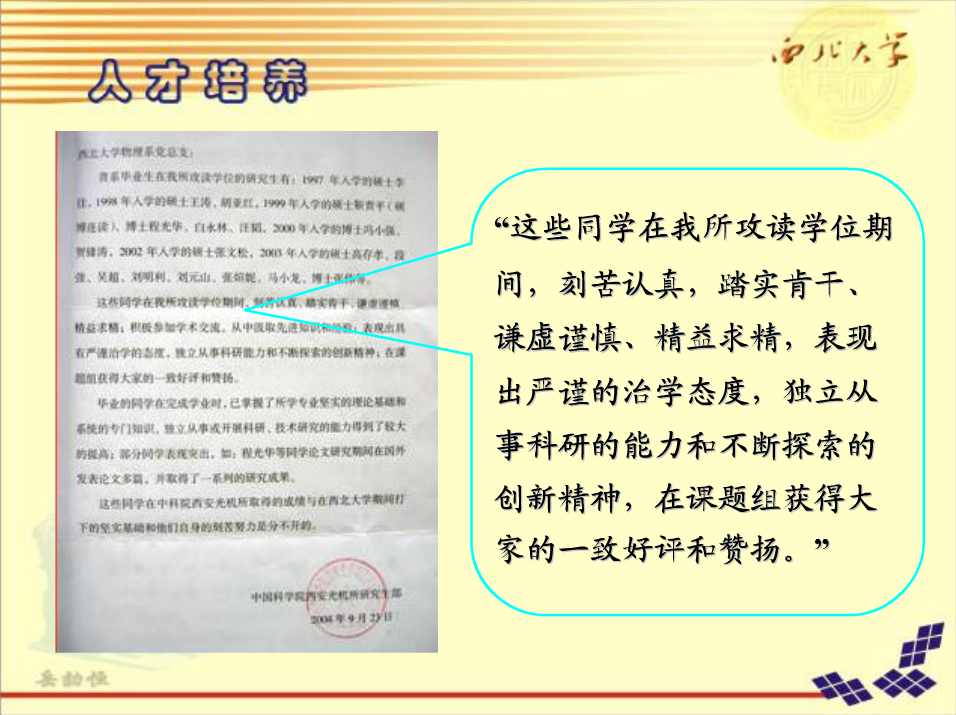 西北大学
人才培养
西北大学物理系党总支：
贵系毕业生在我所攻读学位的研究生有：1997 年入学的硕士李
佳，1998 年入学的硕士王涛、胡亚红，1999 年入学的硕士靳贵平（硕
博连读）、博士程光华、白永林、汪韬，2000 年入学的博士冯小强、
贺锋涛，2002 年入学的硕士张文松，2003 年入学的硕士高存孝、段
强、吴超、刘明利、刘元山、张妮妮、马小龙、博士张伟等。
这些同学在我所攻读学位期间，刻苦认真、踏实肯干、谦虚谨慎、
精益求精；积极参加学术交流，从中汲取先进知识和经验；表现出具
有严谨治学的态度，独立从事科研能力和不断探索的创新精神；在课
题组获得大家的一致好评和赞扬。
毕业的同学在完成学业时，已掌握了所学专业坚实的理论基础和
系统的专门知识，独立从事或开展科研、技术研究的能力得到了较大
的提高；部分同学表现突出，如：程光华等同学论文研究期间在国外
发表论文多篇，并取得了一系列的研究成果。
这些同学在中科院西安光机所取得的成绩与在西北大学期间打
下的坚实基础和他们自身的刻苦努力是分不开的。
中国科学院西安光机所研究生部
2004 年 9 月 23 日
“这些同学在我所攻读学位期
间，刻苦认真，踏实肯干、
谦虚谨慎、精益求精，表现
出严谨的治学态度，独立从
事科研的能力和不断探索的
创新精神，在课题组获得大
家的一致好评和赞扬。”
岳劼恒